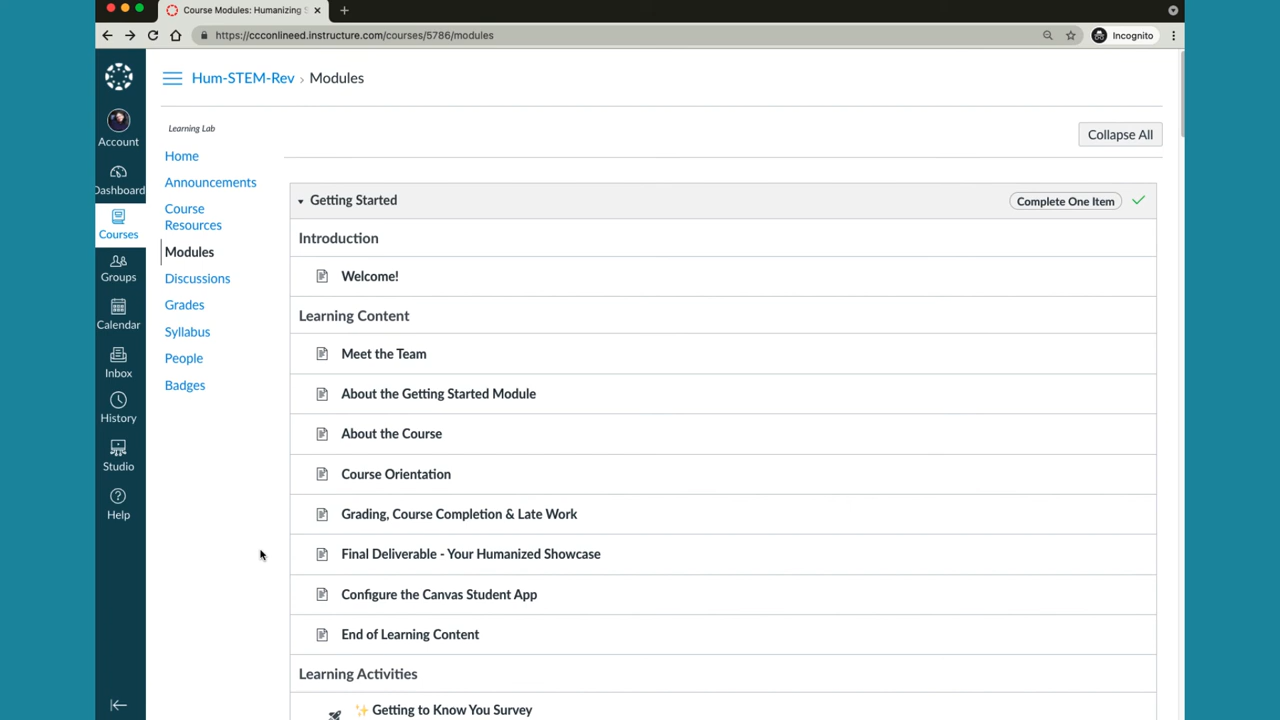 Course Modules: Humanizing S
https://ccconlineed.instructure.com/courses/5786/modules
Incognito
Hum-STEM-Rev › Modules
Account
Dashboard
Courses
Groups
Calendar
Inbox
History
Studio
Help
Learning Lab
Home
Announcements
Course
Resources
Modules
Discussions
Grades
Syllabus
People
Badges
Collapse All
Getting Started
Complete One Item
Introduction
Welcome!
Learning Content
Meet the Team
About the Getting Started Module
About the Course
Course Orientation
Grading, Course Completion & Late Work
Final Deliverable - Your Humanized Showcase
Configure the Canvas Student App
End of Learning Content
Learning Activities
✨ Getting to Know You Survey